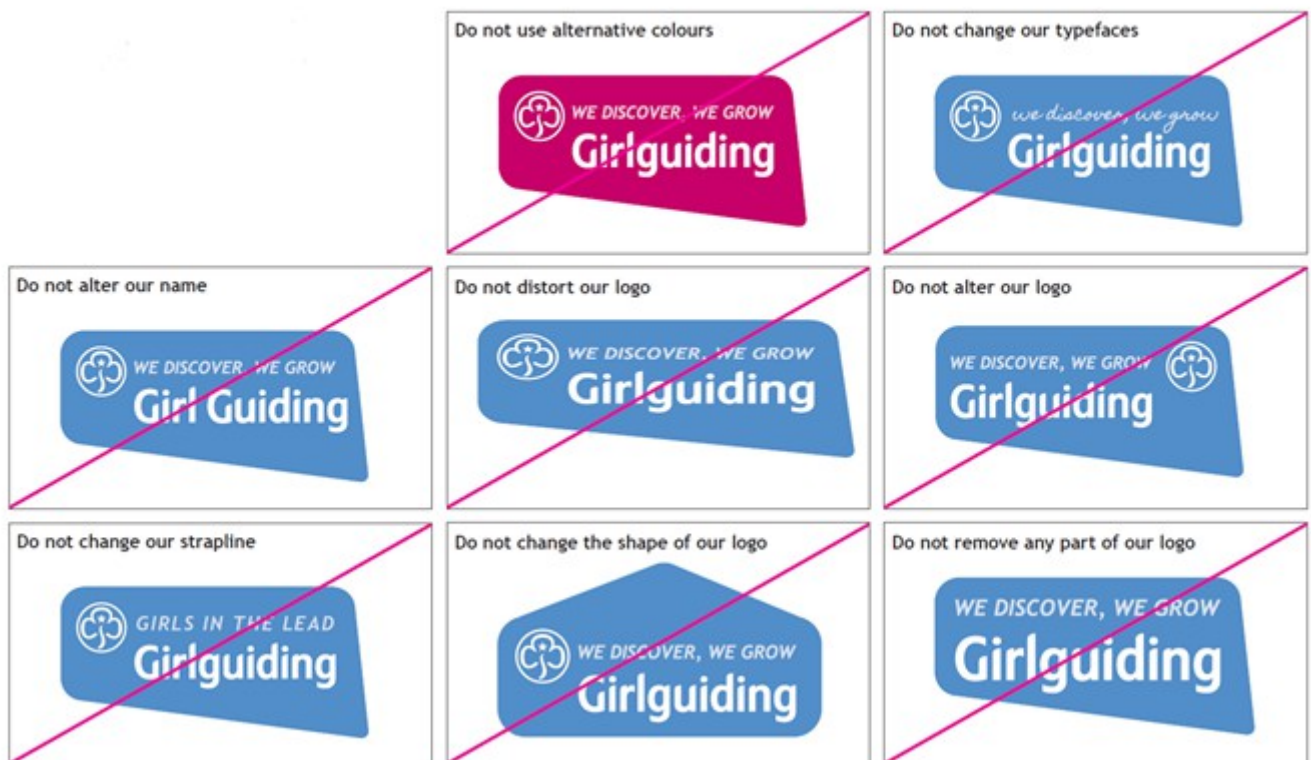 Do not use alternative colours
WE DISCOVER, WE GROW
Girlguiding
Do not change our typefaces
we discover, we grow
Girlguiding
Do not alter our name
WE DISCOVER, WE GROW
Girl Guiding
Do not distort our logo
WE DISCOVER, WE GROW
Girlguiding
Do not alter our logo
WE DISCOVER, WE GROW
Girlguiding
Do not change our strapline
GIRLS IN THE LEAD
Girlguiding
Do not change the shape of our logo
WE DISCOVER, WE GROW
Girlguiding
Do not remove any part of our logo
WE DISCOVER, WE GROW
Girlguiding